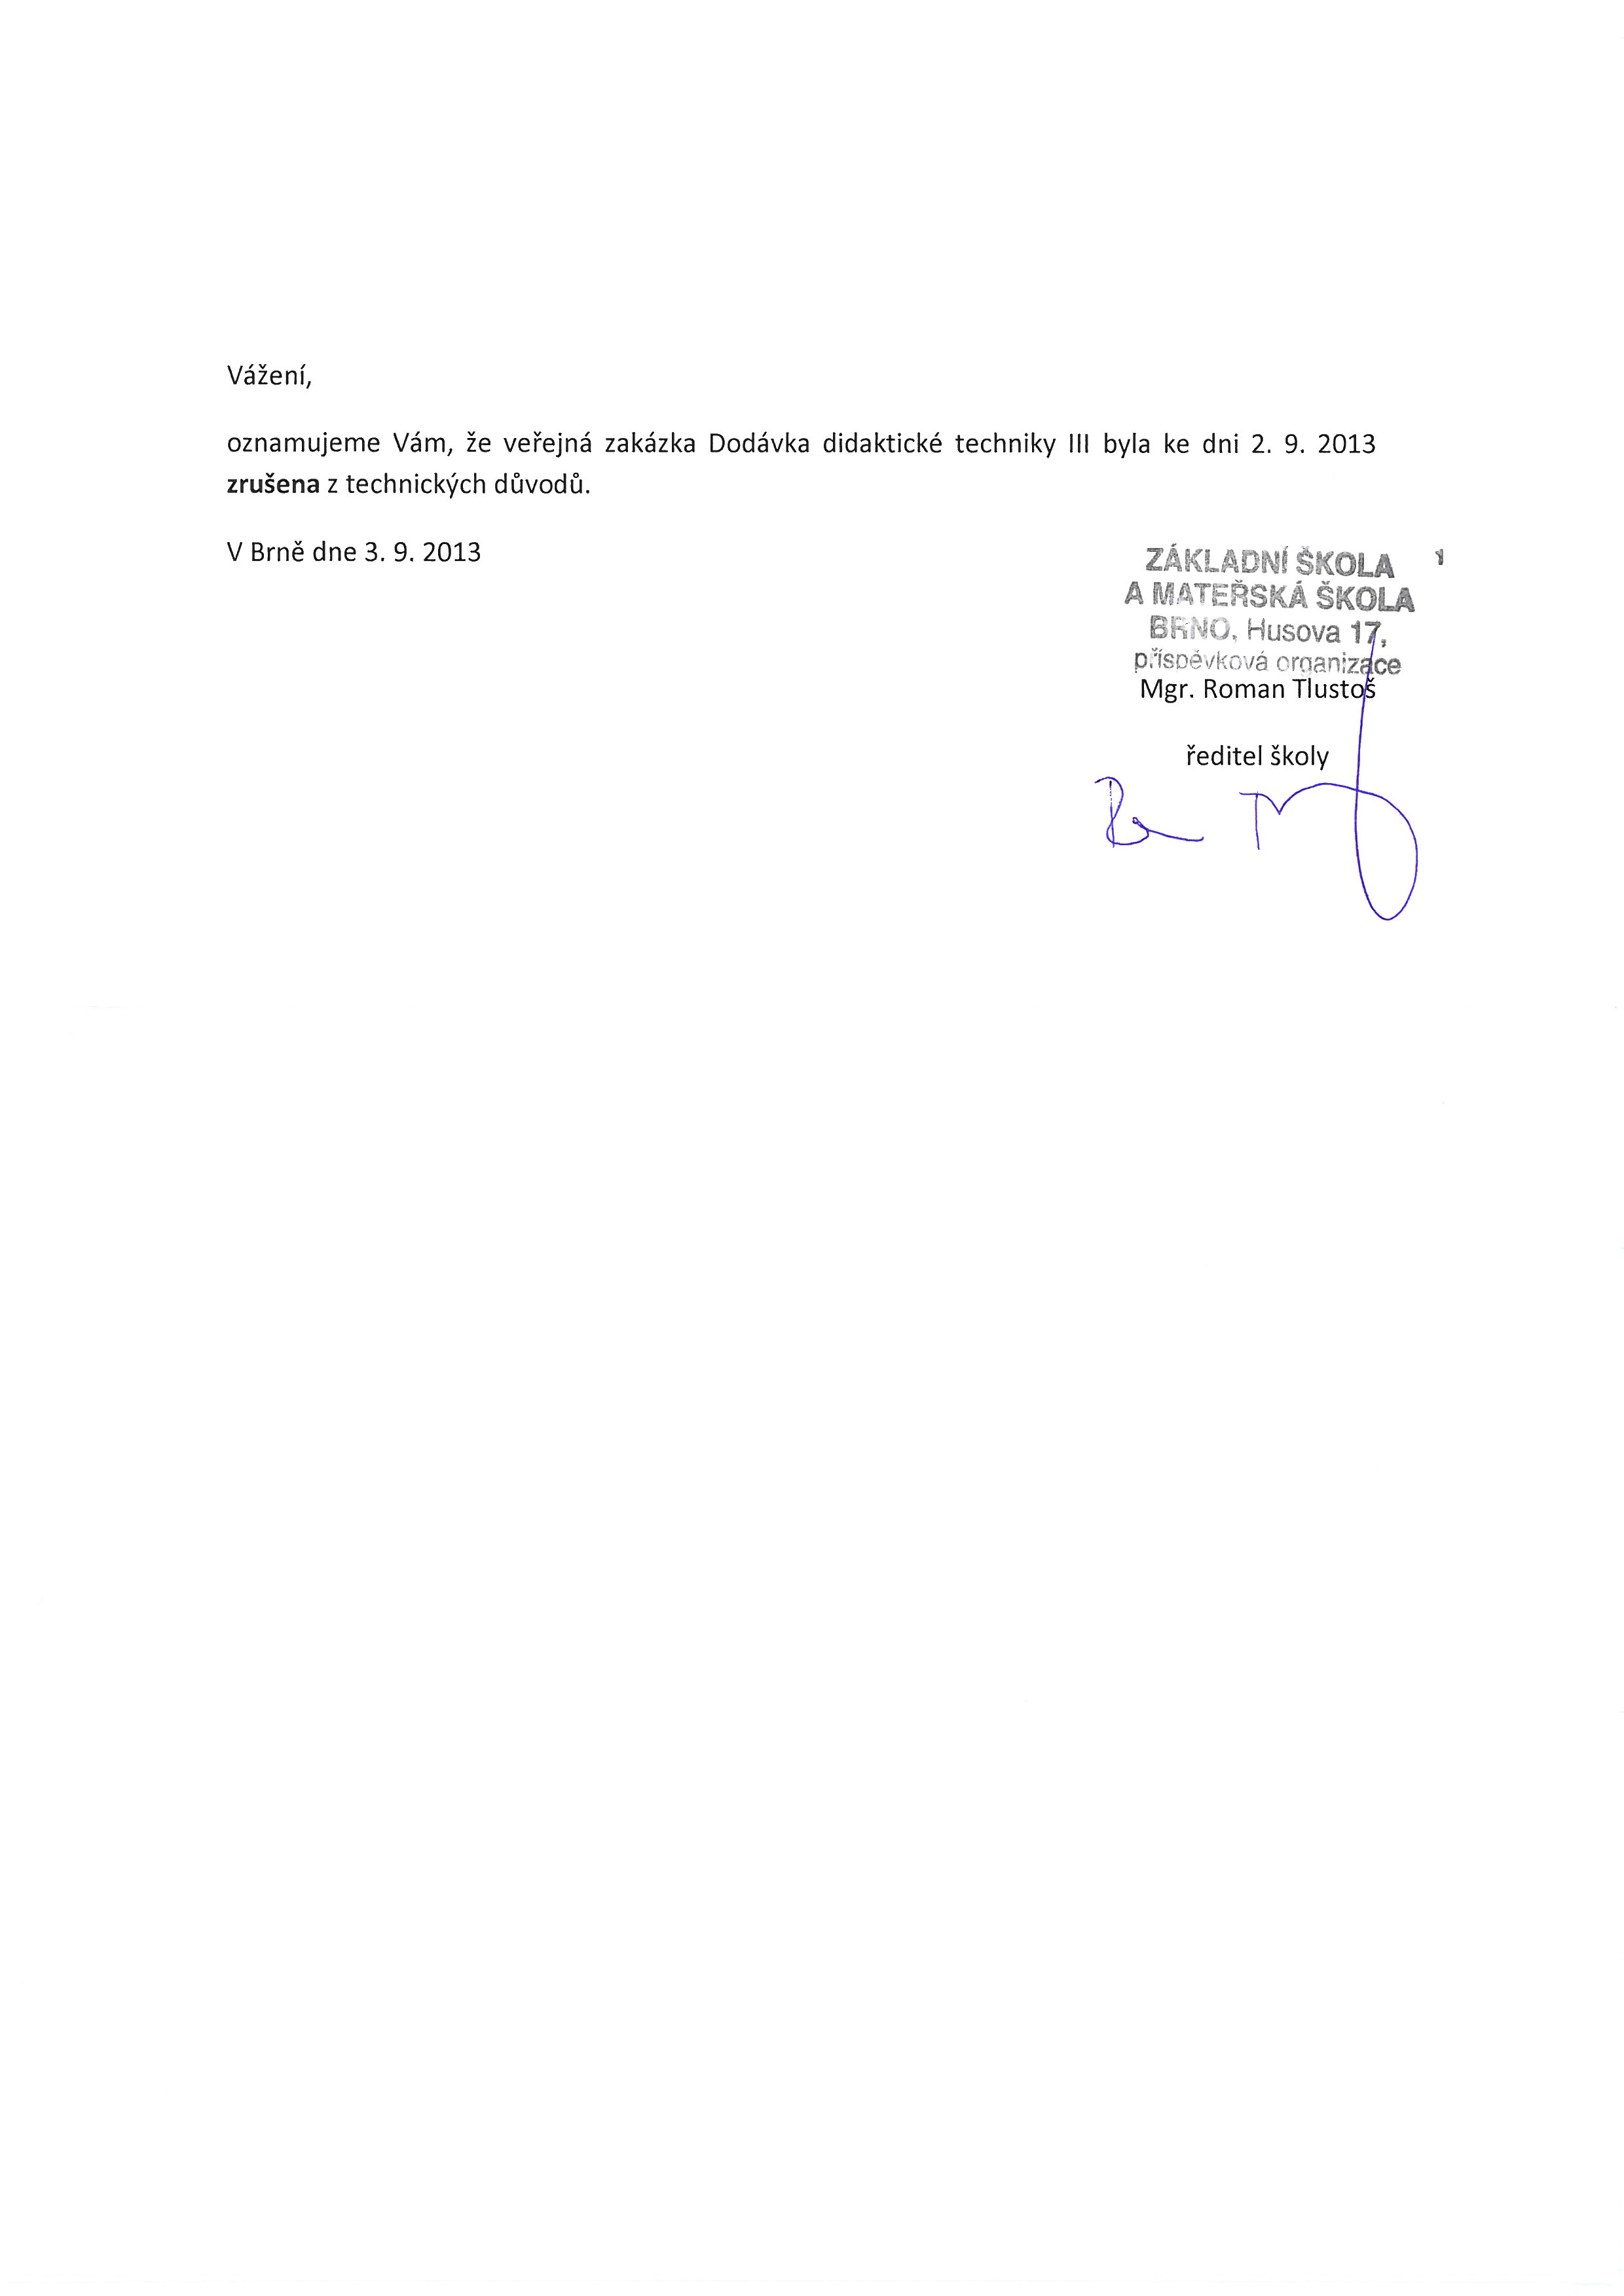 Vážení,
oznamujeme Vám, že veřejná zakázka Dodávka didaktické techniky III byla ke dni 2. 9. 2013
zrušena z technických důvodů.
V Brně dne 3. 9. 2013
ZÁKLADNÍ ŠKOLA 1
A MATEŘSKÁ ŠKOLA
BRNO, Husova 17,
příspěvková organizace
Mgr. Roman Tlustoš
ředitel školy